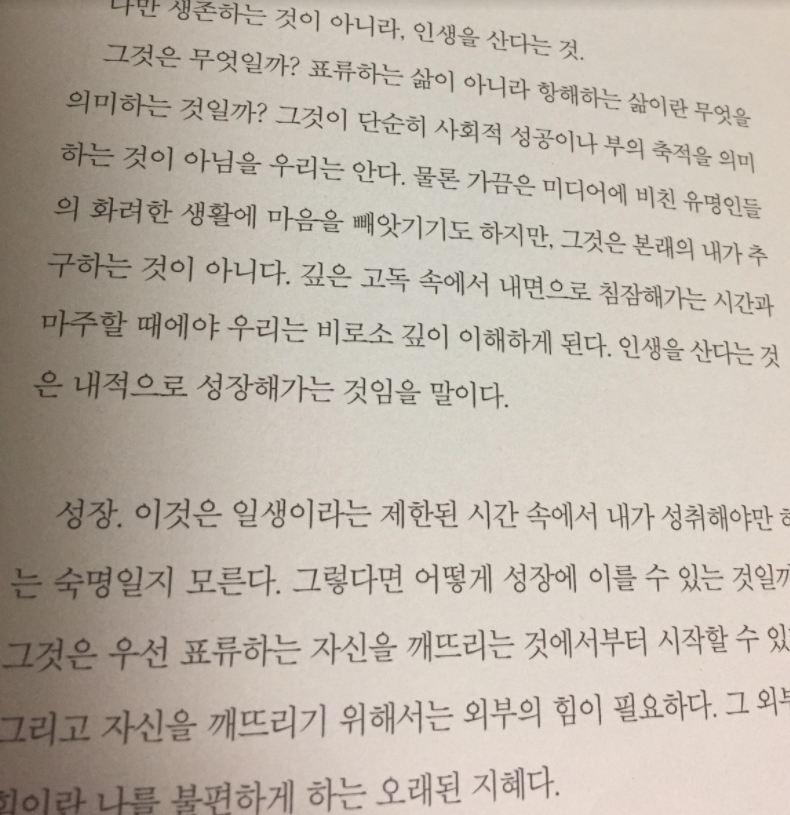 다만 생존하는 것이 아니라, 인생을 산다는 것.
그것은 무엇일까? 표류하는 삶이 아니라 항해하는 삶이란 무엇을
의미하는 것일까? 그것이 단순히 사회적 성공이나 부의 축적을 의미
하는 것이 아님을 우리는 안다. 물론 가끔은 미디어에 비친 유명인들
의 화려한 생활에 마음을 빼앗기기도 하지만, 그것은 본래의 내가 추
구하는 것이 아니다. 깊은 고독 속에서 내면으로 침잠해가는 시간과
마주할 때에야 우리는 비로소 깊이 이해하게 된다. 인생을 산다는 것
은 내적으로 성장해가는 것임을 말이다.
성장. 이것은 일생이라는 제한된 시간 속에서 내가 성취해야만 하
는 숙명일지 모른다. 그렇다면 어떻게 성장에 이를 수 있는 것일까
그것은 우선 표류하는 자신을 깨뜨리는 것에서부터 시작할 수 있
그리고 자신을 깨뜨리기 위해서는 외부의 힘이 필요하다. 그 외부
힘이란 나를 불편하게 하는 오래된 지혜다.